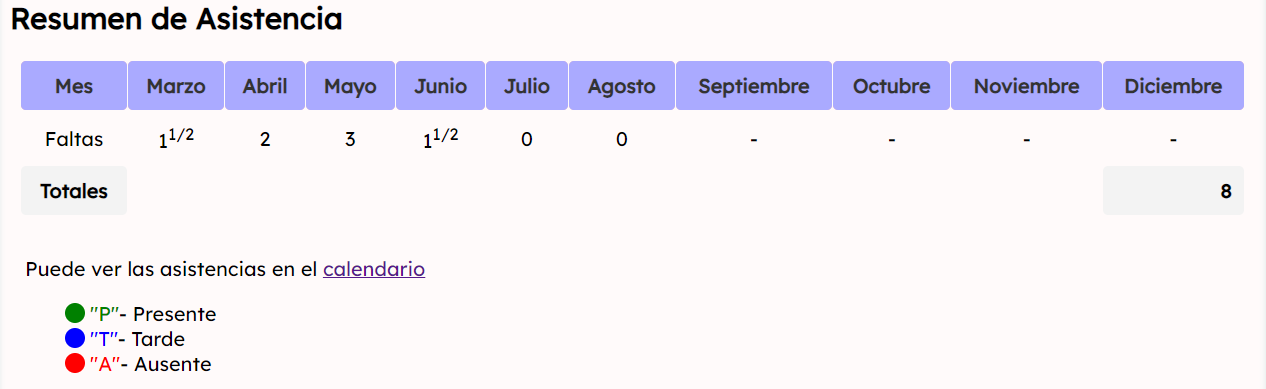 Resumen de Asistencia
Mes Marzo Abril Mayo Junio Julio Agosto Septiembre Octubre Noviembre Diciembre
Faltas 1 1/2 2 3 1 1/2 0 0 - - - -
Totales 8
Puede ver las asistencias en el calendario
"P"- Presente
"T"- Tarde
"A"- Ausente